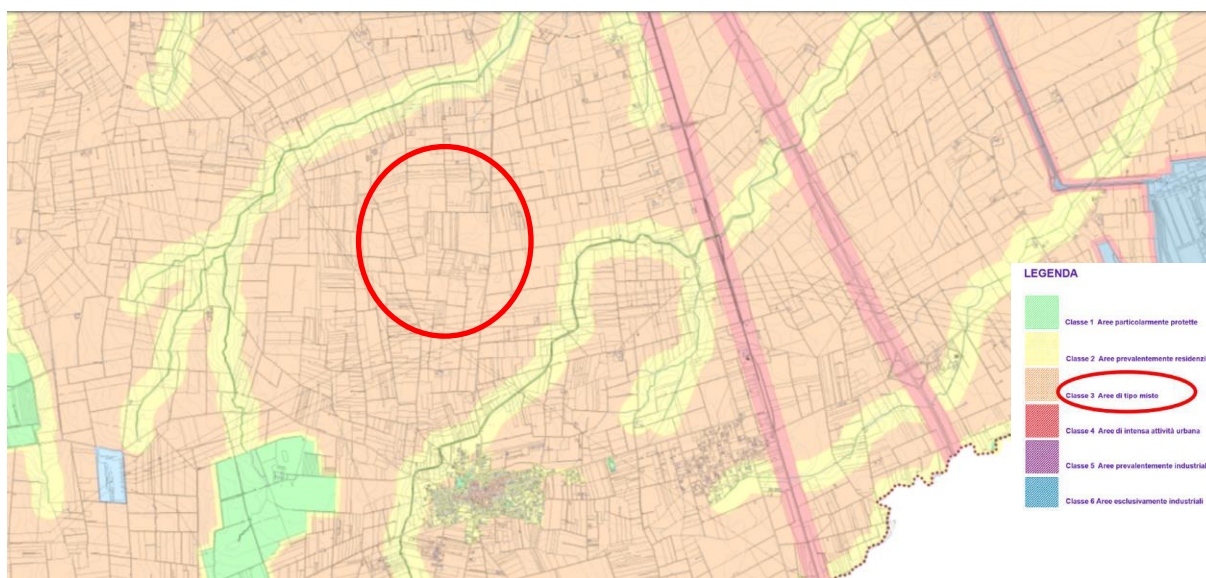 LEGENDA
Classe 1 Aree particolarmente protette
Classe 2 Aree prevalentemente residenzi
Classe 3 Aree di tipo misto
Classe 4 Aree di intensa attività urbana
Classe 5 Aree prevalentemente industrial
Classe 6 Aree esclusivamente industriali